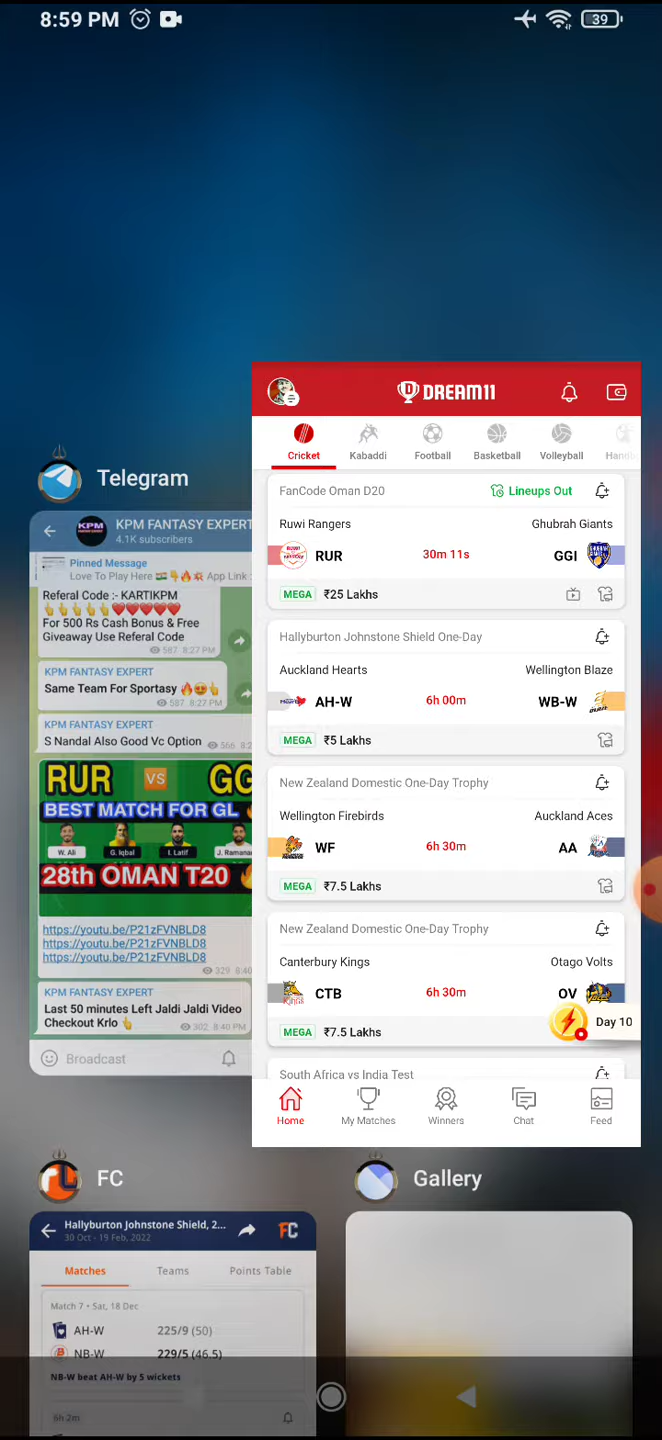 8:59 PM
39
Telegram
KPM
KPM FANTASY EXPERT
4.1K subscribers
Pinned Message
Love To Play Here App Link :
Referal Code :- KARTIKPM
For 500 Rs Cash Bonus & Free
Giveaway Use Referal Code
587 8:27 PM
KPM FANTASY EXPERT
Same Team For Sportasy
587 8:27 PM
KPM FANTASY EXPERT
S Nandal Also Good Vc Option
566 8:2
RUR VS GG
BEST MATCH FOR GL
W. Ali
G. Iqbal
I. Latif
J. Ramana
28th OMAN T20
https://youtu.be/P21zFVNBLD8
https://youtu.be/P21zFVNBLD8
https://youtu.be/P21zFVNBLD8
329 8:40
KPM FANTASY EXPERT
Last 50 minutes Left Jaldi Jaldi Video
Checkout Krlo
302 8:40 PM
Broadcast
DREAM11
Cricket
Kabaddi
Football
Basketball
Volleyball
FanCode Oman D20
Lineups Out
Ruwi Rangers
Ghubrah Giants
RUR
30m 11s
GGI
MEGA ₹25 Lakhs
Hallyburton Johnstone Shield One-Day
Auckland Hearts
Wellington Blaze
AH-W
6h 00m
WB-W
MEGA ₹5 Lakhs
New Zealand Domestic One-Day Trophy
Wellington Firebirds
Auckland Aces
WF
6h 30m
AA
MEGA ₹7.5 Lakhs
New Zealand Domestic One-Day Trophy
Canterbury Kings
Otago Volts
CTB
6h 30m
OV
MEGA ₹7.5 Lakhs
Day 10
South Africa vs India Test
Home
My Matches
Winners
Chat
Feed
FC
Gallery
Hallyburton Johnstone Shield, 2...
30 Oct - 19 Feb, 2022
FC
Matches
Teams
Points Table
Match 7 • Sat, 18 Dec
AH-W
225/9 (50)
NB-W
229/5 (46.5)
NB-W beat AH-W by 5 wickets
6h 2m